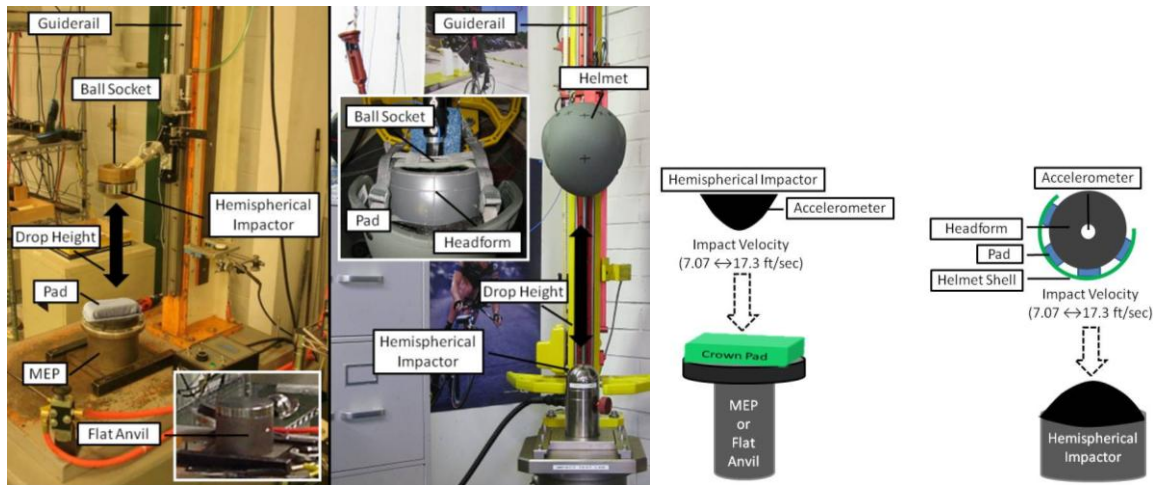 Guiderail
Ball Socket
Hemispherical
Impactor
Drop Height
Pad
MEP
Flat Anvil
Guiderail
Helmet
Ball Socket
Pad
Headform
Drop Height
Hemispherical
Impactor
Hemispherical Impactor
Accelerometer
Impact Velocity
(7.07 ↔17.3 ft/sec)
Crown Pad
MEP
or
Flat
Anvil
Accelerometer
Headform
Pad
Helmet Shell
Impact Velocity
(7.07 ↔17.3 ft/sec)
Hemispherical
Impactor